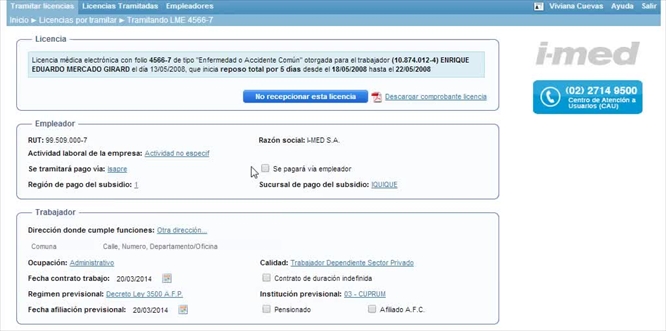 Tramitar licencias Licencias Tramitadas Empleadores Viviana Cuevas Ayuda Salir
Inicio ► Licencias por tramitar ► Tramitando LME 4566-7
Licencia
Licencia médica electrónica con folio 4566-7 de tipo "Enfermedad o Accidente Común" otorgada para el trabajador (10.874.012-4) ENRIQUE
EDUARDO MERCADO GIRARD el día 13/05/2008, que inicia reposo total por 5 días desde el 18/05/2008 hasta el 22/05/2008
No recepcionar esta licencia Descargar comprobante licencia
i-med
(02) 2714 9500
Centro de Atención a
Usuarios (CAU)
Empleador
RUT: 99.509.000-7 Razón social: I-MED S.A.
Actividad laboral de la empresa: Actividad no especif
Se tramitará pago vía: Isapre Se pagará vía empleador
Región de pago del subsidio: 1 Sucursal de pago del subsidio: IQUIQUE
Trabajador
Dirección donde cumple funciones: Otra dirección...
Comuna Calle, Numero, Departamento/Oficina
Ocupación: Administrativo Calidad: Trabajador Dependiente Sector Privado
Fecha contrato trabajo: 20/03/2014 Contrato de duración indefinida
Regimen previsional: Decreto Ley 3500 A.F.P. Institución previsional: 03 - CUPRUM
Fecha afiliación previsional: 20/03/2014 Pensionado Afiliado A.F.C.